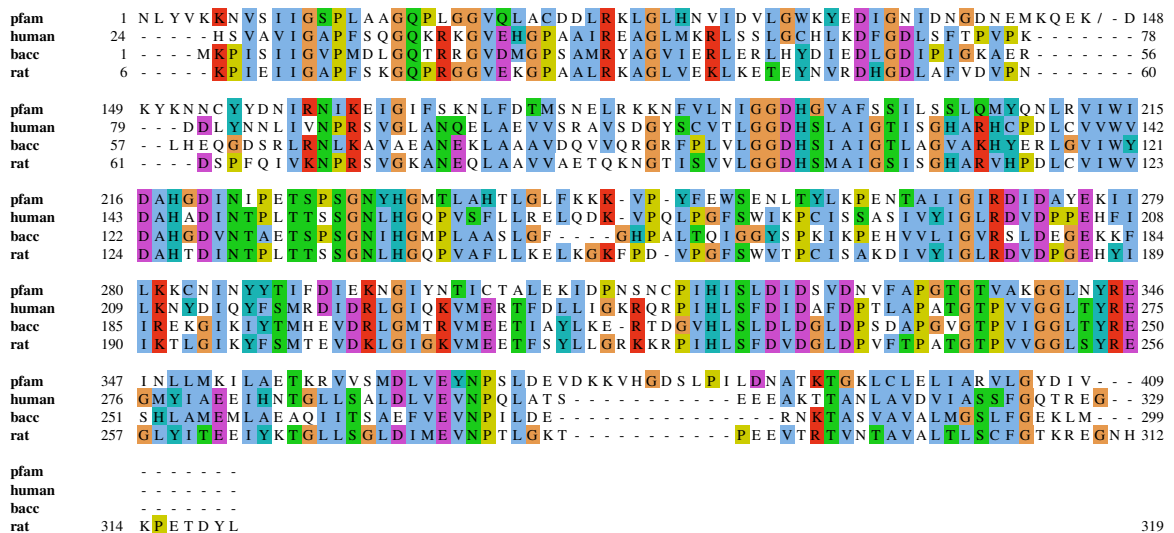 pfam 1 NLYVKKNVSIIGSPLAAGQPLGGVQLACDDLRKLGLHNVIDVLGWKYEDIGNIDNGDNEMKQEK/-D 148
human 24 -----HSVAVIGAPFSQGQKRKGVEHGPAAIREAGLMKRLSSLGCHLKDFGDLSFTPVPK------- 78
bacc 1 ----MKPISIIGVPMDLGQTRRGVDMGPSAMRYAGVIERLERLHYDIEDLGDIPIGKAER------- 56
rat 6 -----KPIEIIGAPFSKGQPRGGVEKGPAALRKAGLVEKLKETEYNVRDHGDLAFVDVPN------- 60
pfam 149 KYKNNCYYDNIRNIKEIGIFSKNLFDTMSNELRKKNFVLNIGGDHGVAFSSILSSLQMYQNLRVIWI 215
human 79 ---DDLYNNLIVNPRSVGLANQELAEVVSRAVSDGYSCVTLGGDHSLAIGTISGHARHCPDLCVVWV 142
bacc 57 --LHEQGDSRLRNLKAVAEANEKLAAAVDQVVQRGRFPLVLGGDHSIAIGTLAGVAKHYERLGVIWY 121
rat 61 ----DSPFQIVKNPRSVGKANEQLAAVVAETQKNGTISVVLGGDHSMAIGSISGHARVHPDLCVIWV 123
pfam 216 DAHGDINIPETSPSGNYHGMTLAHTLGLFKKK-VP-YFEWSENLTYLKPENTAIIGIRDIDAYEKII 279
human 143 DAHADINTPLTTSSGNLHGQPVSFLLRELQDK-VPQLPGFSWIKPCISSASIVYIGLRDVDPPEHFI 208
bacc 122 DAHGDVNTAETSPSGNIHGMPLAASLGF----GHPALTQIGGYSPKIKPEHVVLIGVRSLDEGEKKF 184
rat 124 DAHTDINTPLTTSSGNLHGQPVAFLLKELKGKFPD-VPGFSWVTPCISAKDIVYIGLRDVDPGEHYI 189
pfam 280 LKKCNINYYTIFDIEKNGIYNTICTALEKIDPNSNCPIHISLDIDSVDNVFAPGTGTVAKGGLNYRE 346
human 209 LKNYDIQYFSMRDIDRLGIQKVMERTFDLLIGKRQRPIHLSFDIDAFDPTLAPATGTPVVGGLTYRE 275
bacc 185 IREKGIKIYTMHEVDRLGMTRVMEETIAYLKE-RTDGVHLSLDLDGLDPSDAPGVGTPVIGGLTYRE 250
rat 190 IKTLGIKYFSMTEVDKLGIGKVMEETFSYLLGRKKRPIHLSFDVDGLDPVFTPATGTPVVGGLSYRE 256
pfam 347 INLLMKILAETKRVVSMDLVEYNPSLDEVDKKVHGDSLPILDNATKTGKLCLELIARVLGYDIV--- 409
human 276 GMYIAEEIHNTGLLSALDLVEVNPQLATS---------EEEAKTTANLAVDVIASSFGQTREG- 329
bacc 251 SHLAMEMLAEAQIITSAEFVEVNPILDE-------------RNKTASVAVALMGSLFGEKLM-- 299
rat 257 GLYITEEIYKTGLLSGLDIMEVNPTLGKT----------PEEVTRTVNTAVALTLSCFGTKREGNH 312
pfam -------
human -------
bacc -------
rat 314 KPETDYL 319